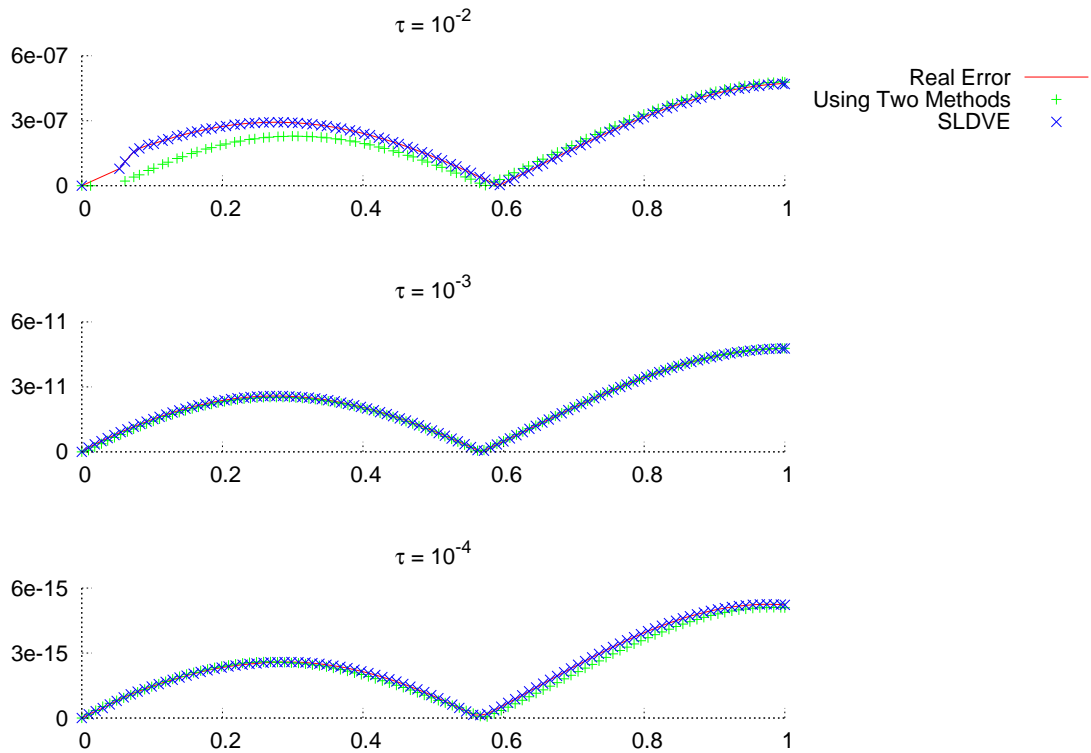 τ = 10^-2
6e-07
3e-07
0
0 0.2 0.4 0.6 0.8 1
Real Error
Using Two Methods
SLDVE
τ = 10^-3
6e-11
3e-11
0
0 0.2 0.4 0.6 0.8 1
τ = 10^-4
6e-15
3e-15
0
0 0.2 0.4 0.6 0.8 1